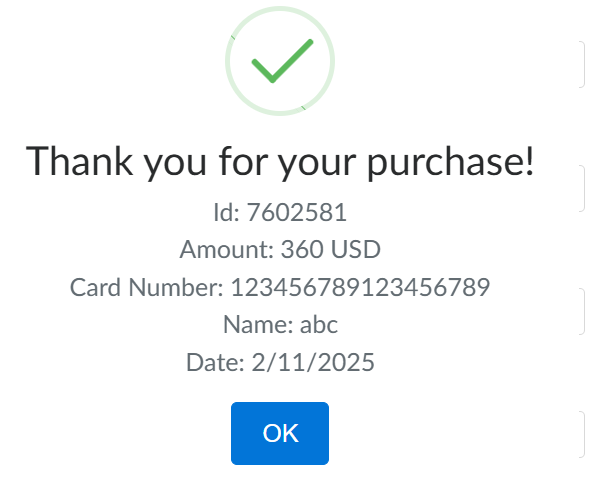 Thank you for your purchase!
Id: 7602581
Amount: 360 USD
Card Number: 123456789123456789
Name: abc
Date: 2/11/2025
OK